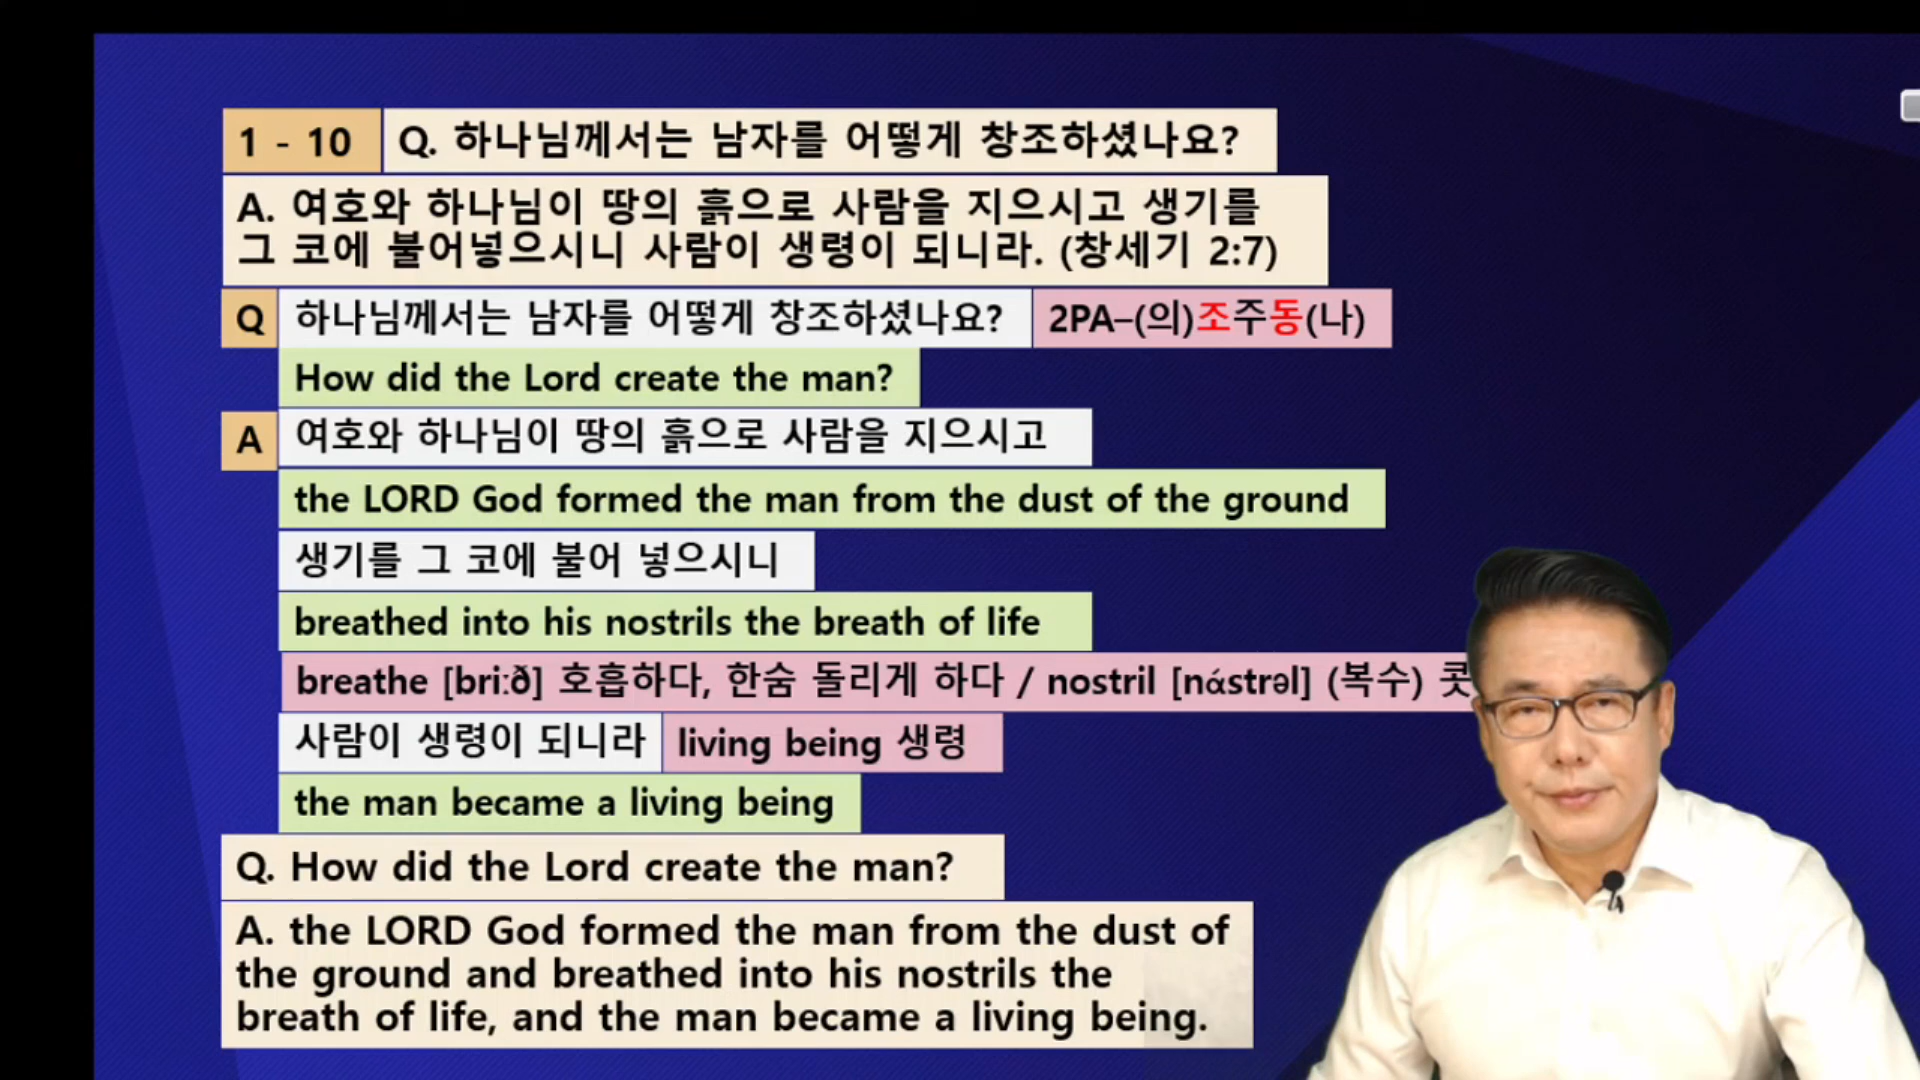 1 - 10 Q. 하나님께서는 남자를 어떻게 창조하셨나요?
A. 여호와 하나님이 땅의 흙으로 사람을 지으시고 생기를
그 코에 불어넣으시니 사람이 생령이 되니라. (창세기 2:7)
Q 하나님께서는 남자를 어떻게 창조하셨나요? 2PA–(의)조주동(나)
How did the Lord create the man?
A 여호와 하나님이 땅의 흙으로 사람을 지으시고
the LORD God formed the man from the dust of the ground
생기를 그 코에 불어 넣으시니
breathed into his nostrils the breath of life
breathe [bri:ð] 호흡하다, 한숨 돌리게 하다 / nostril [nάstrəl] (복수) 콧
사람이 생령이 되니라 living being 생령
the man became a living being
Q. How did the Lord create the man?
A. the LORD God formed the man from the dust of
the ground and breathed into his nostrils the
breath of life, and the man became a living being.